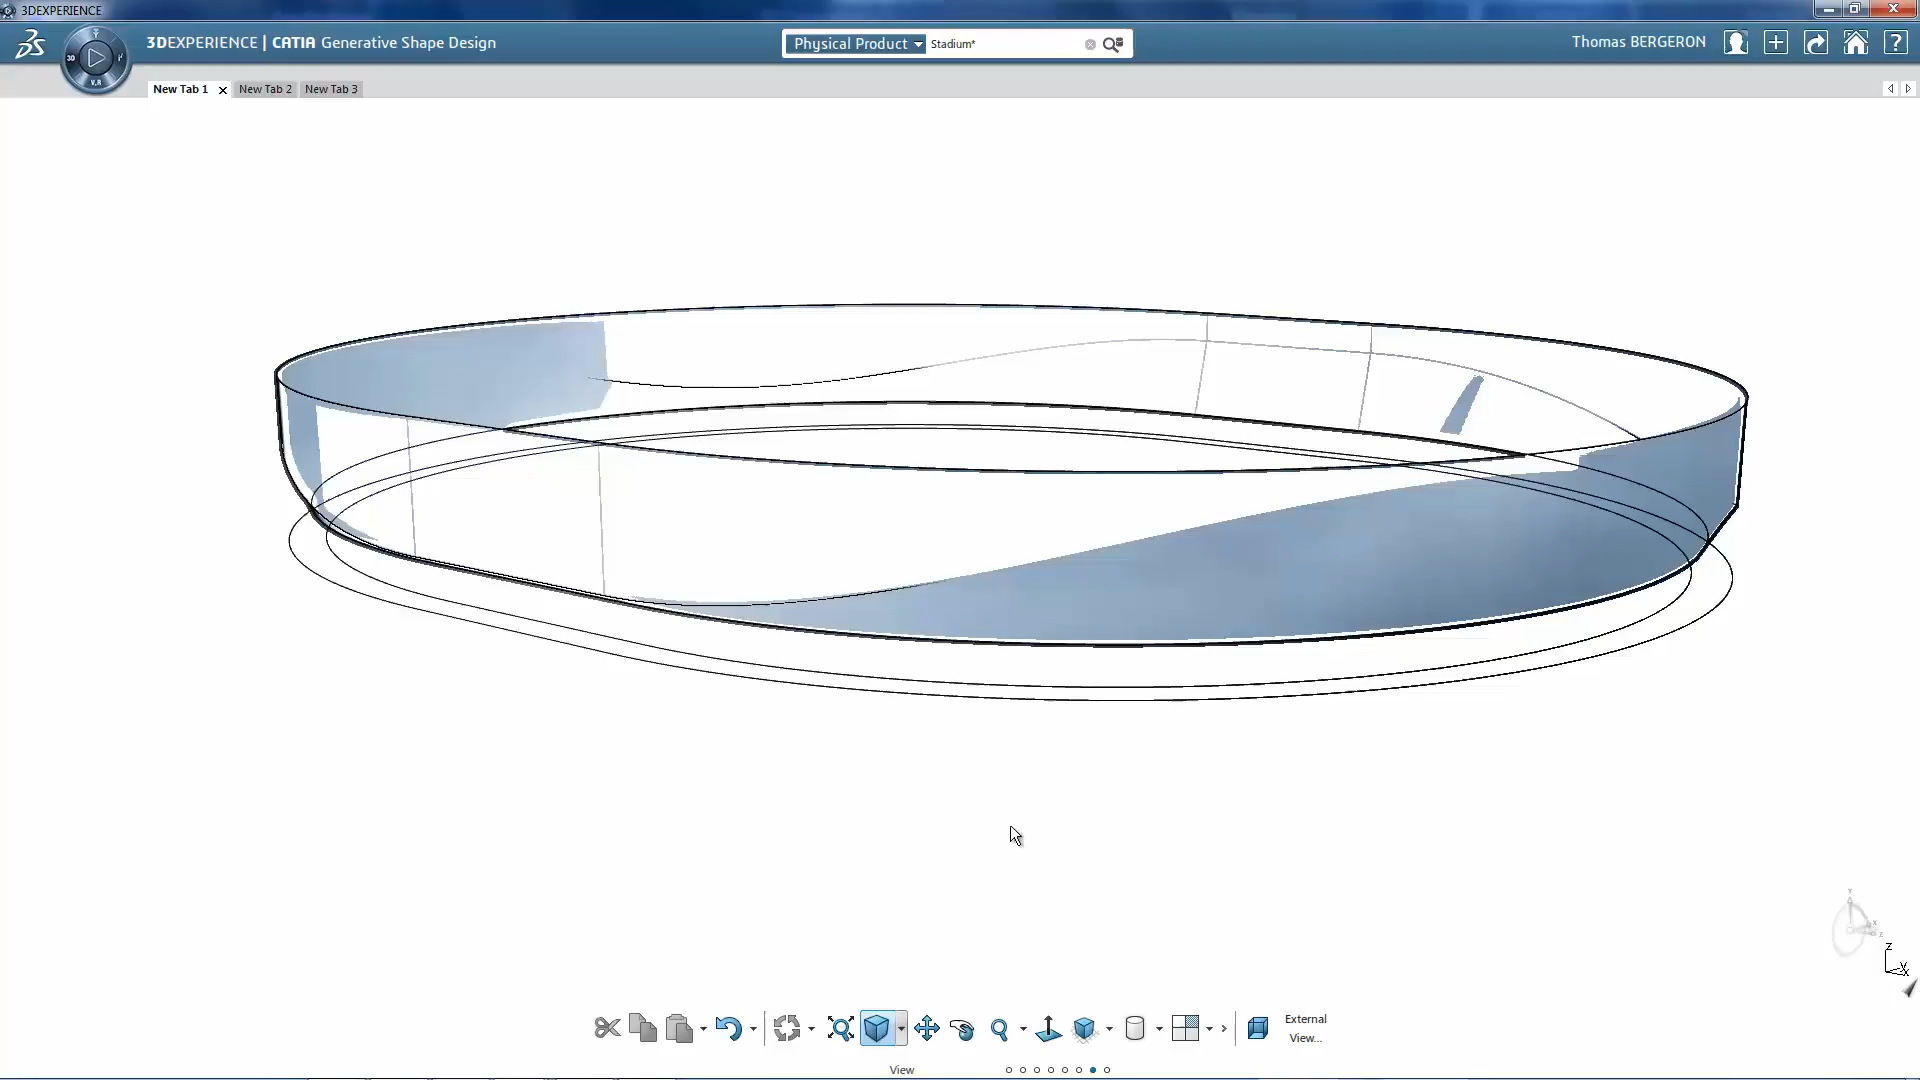 3DEXPERIENCE
3DEXPERIENCE | CATIA Generative Shape Design
Physical Product
Stadium*
Thomas BERGERON
3D
V.R
New Tab 1
New Tab 2
New Tab 3
Y
X
Z
Z
Y
X
External
View...
View